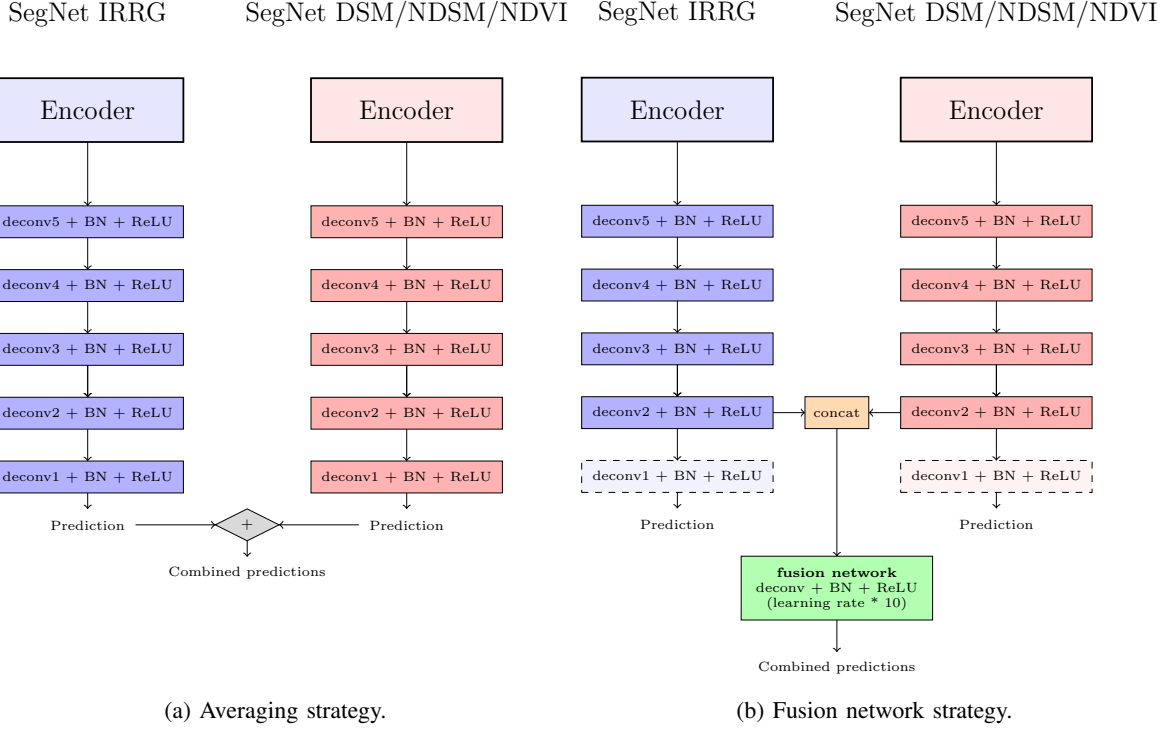 SegNet IRRG
SegNet DSM/NDSM/NDVI
Encoder
Encoder
deconv5 + BN + ReLU
deconv5 + BN + ReLU
deconv4 + BN + ReLU
deconv4 + BN + ReLU
deconv3 + BN + ReLU
deconv3 + BN + ReLU
deconv2 + BN + ReLU
deconv2 + BN + ReLU
deconv1 + BN + ReLU
deconv1 + BN + ReLU
Prediction
+
Prediction
Combined predictions
(a) Averaging strategy.
SegNet IRRG
SegNet DSM/NDSM/NDVI
Encoder
Encoder
deconv5 + BN + ReLU
deconv5 + BN + ReLU
deconv4 + BN + ReLU
deconv4 + BN + ReLU
deconv3 + BN + ReLU
deconv3 + BN + ReLU
deconv2 + BN + ReLU
concat
deconv2 + BN + ReLU
deconv1 + BN + ReLU
deconv1 + BN + ReLU
Prediction
Prediction
fusion network
deconv + BN + ReLU
(learning rate * 10)
Combined predictions
(b) Fusion network strategy.